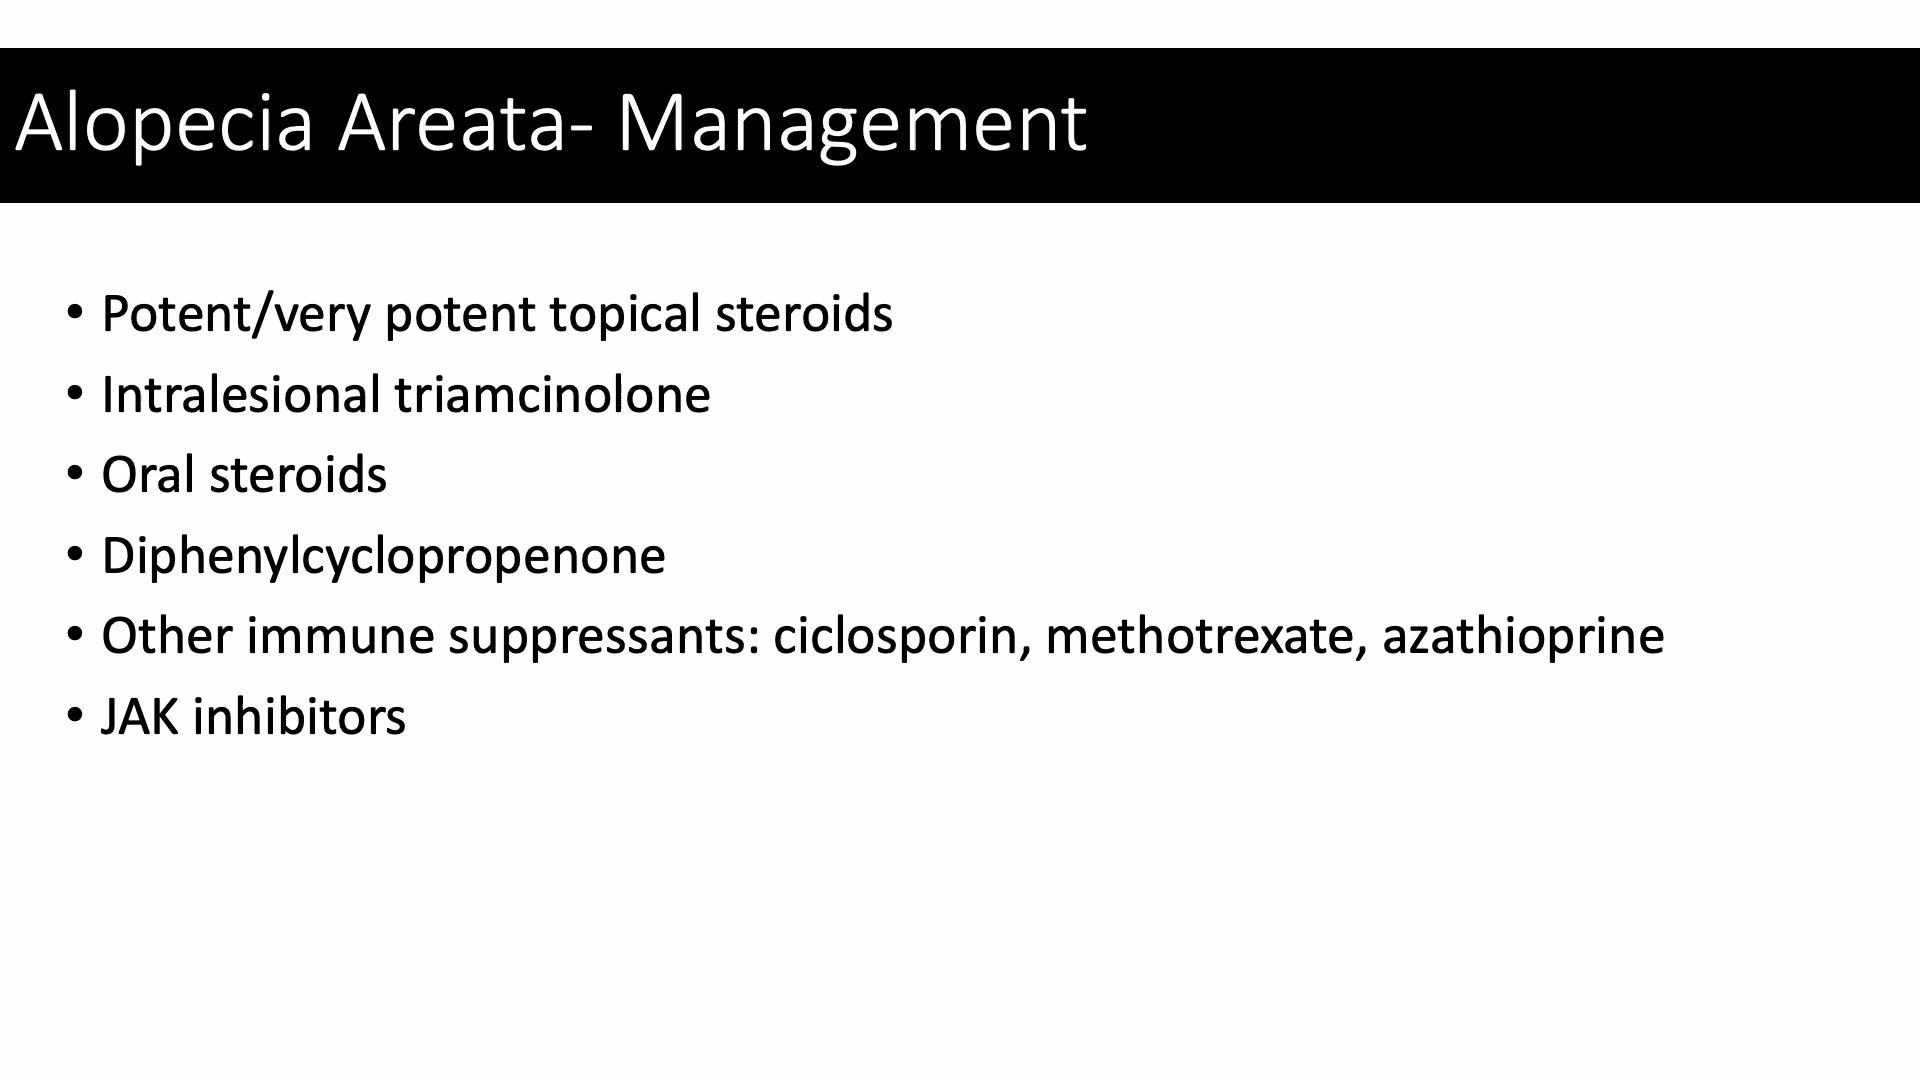 Alopecia Areata- Management
• Potent/very potent topical steroids
• Intralesional triamcinolone
• Oral steroids
• Diphenylcyclopropenone
• Other immune suppressants: ciclosporin, methotrexate, azathioprine
• JAK inhibitors